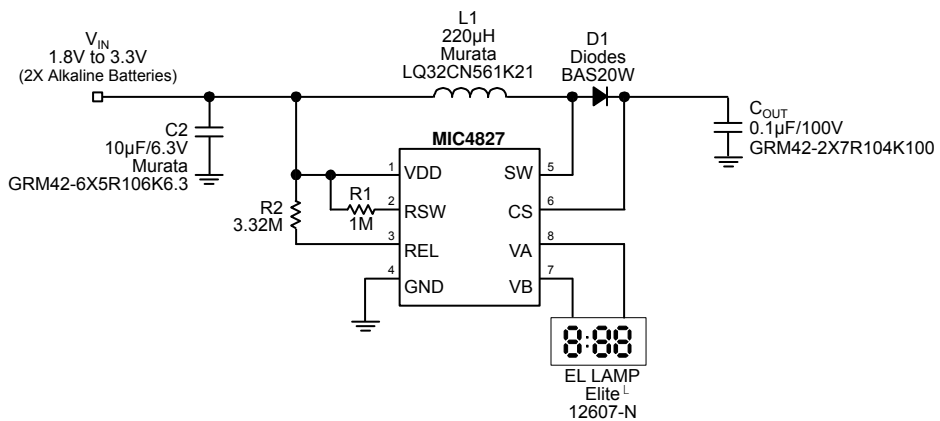 V_IN
1.8V to 3.3V
(2X Alkaline Batteries)
L1
220µH
Murata
LQ32CN561K21
D1
Diodes
BAS20W
C_OUT
0.1µF/100V
GRM42-2X7R104K100
C2
10µF/6.3V
Murata
GRM42-6X5R106K6.3
MIC4827
1 VDD SW 5
R1
1M
2 RSW CS 6
R2
3.32M
3 REL VA 8
4 GND VB 7
8:88
EL LAMP
Elite└
12607-N